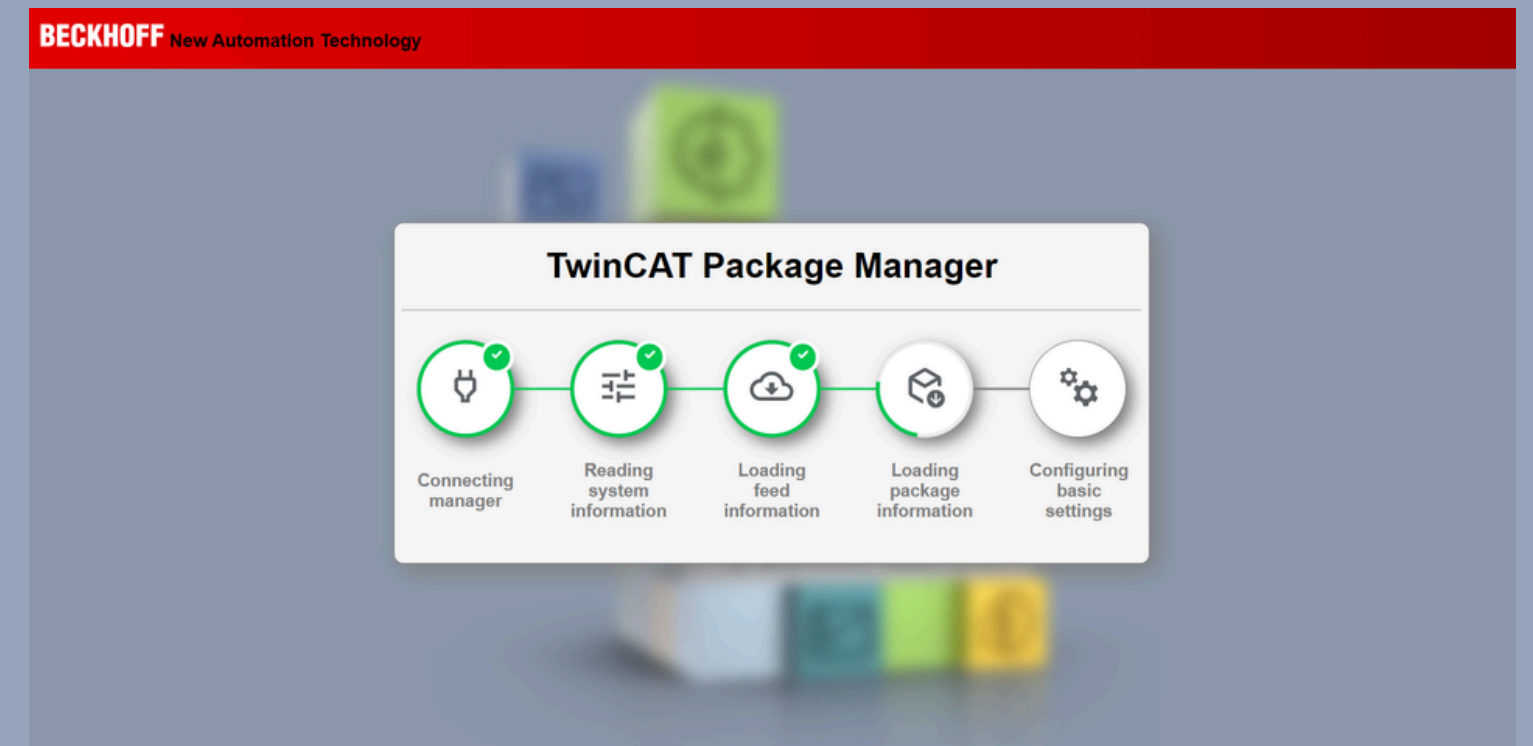 BECKHOFF New Automation Technology
TwinCAT Package Manager
Connecting
manager
Reading
system
information
Loading
feed
information
Loading
package
information
Configuring
basic
settings